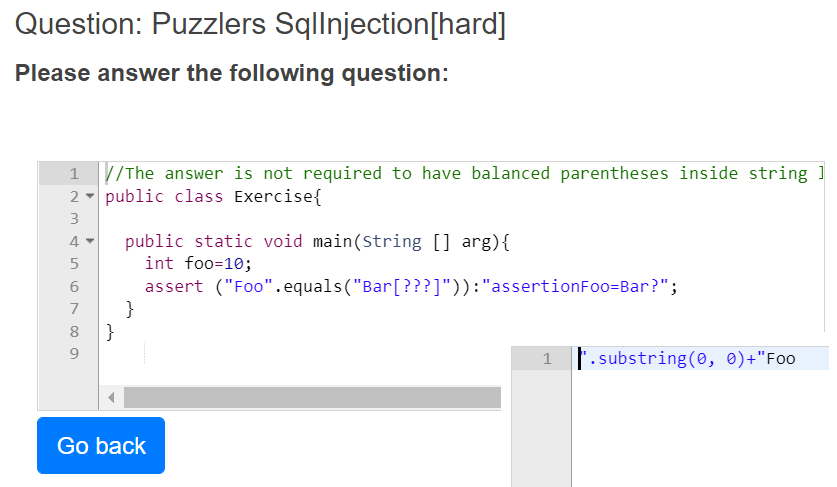 Question: Puzzlers SqlInjection[hard]
Please answer the following question:
1 //The answer is not required to have balanced parentheses inside string
2 public class Exercise{
3
4 public static void main(String [] arg){
5 int foo=10;
6 assert ("Foo".equals("Bar[???]")):"assertionFoo=Bar?";
7 }
8 }
9
1 ".substring(0, 0)+"Foo
Go back